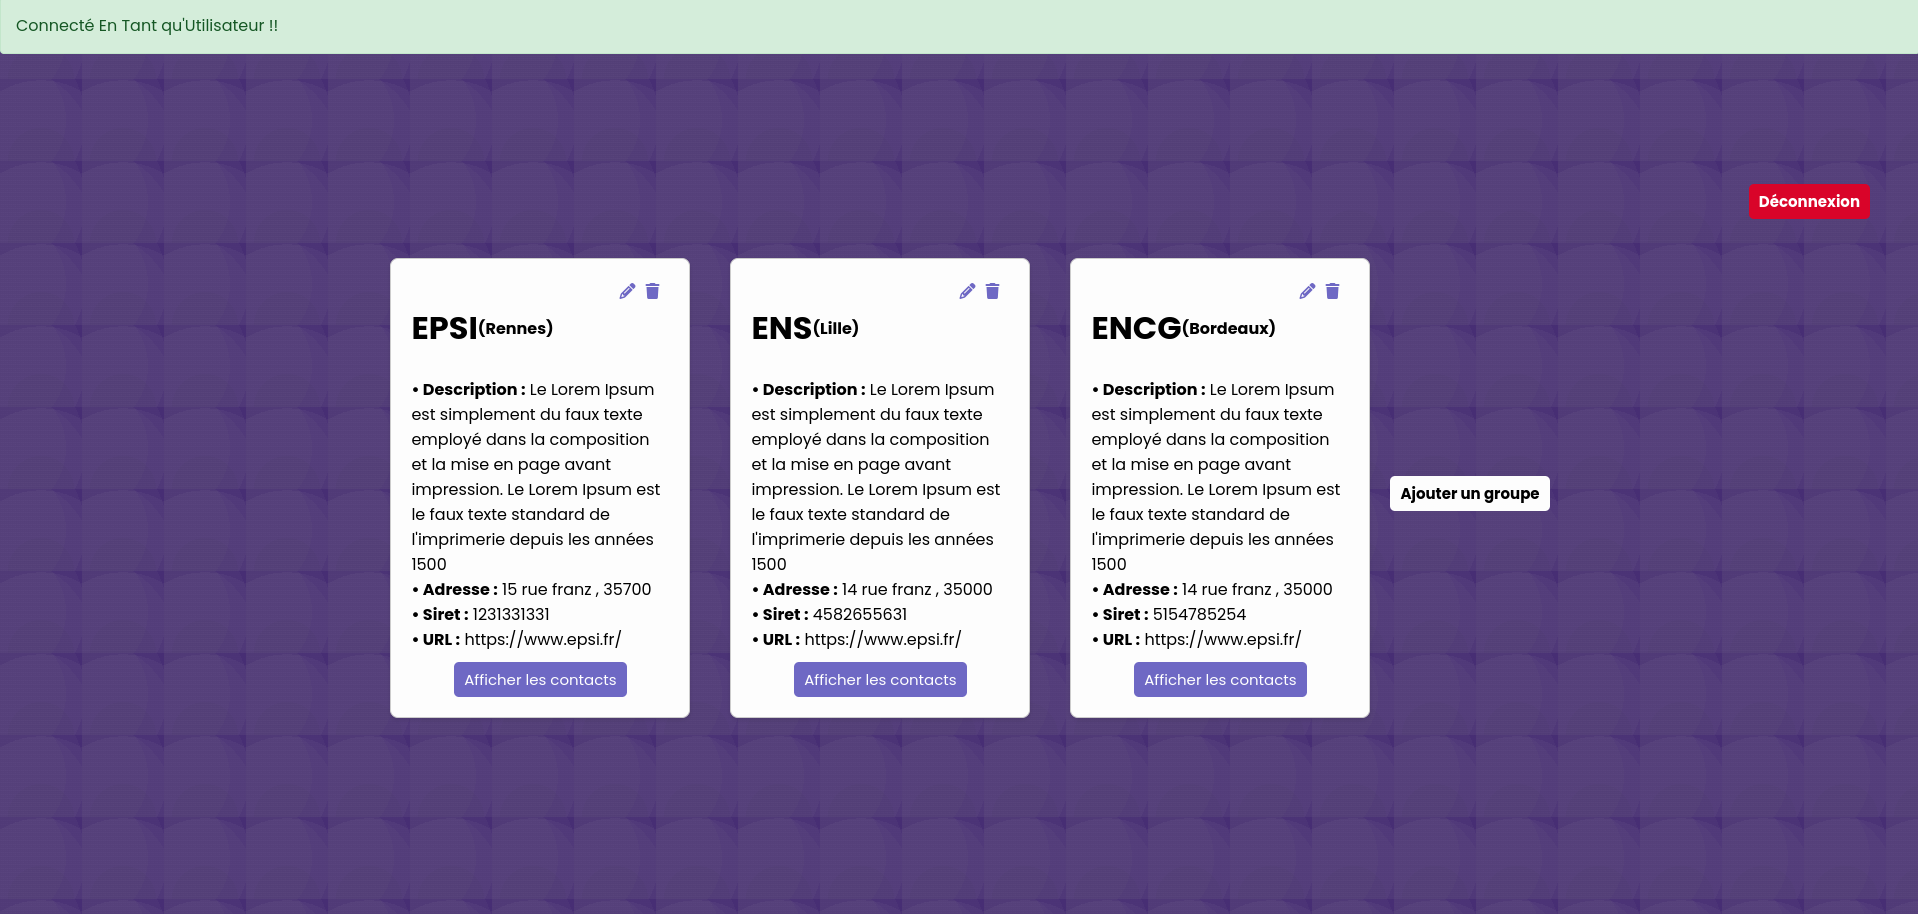 Connecté En Tant qu'Utilisateur !!
Déconnexion
EPSI(Rennes)
• Description : Le Lorem Ipsum
est simplement du faux texte
employé dans la composition
et la mise en page avant
impression. Le Lorem Ipsum est
le faux texte standard de
l'imprimerie depuis les années
1500
• Adresse : 15 rue franz , 35700
• Siret : 1231331331
• URL : https://www.epsi.fr/
Afficher les contacts
ENS(Lille)
• Description : Le Lorem Ipsum
est simplement du faux texte
employé dans la composition
et la mise en page avant
impression. Le Lorem Ipsum est
le faux texte standard de
l'imprimerie depuis les années
1500
• Adresse : 14 rue franz , 35000
• Siret : 4582655631
• URL : https://www.epsi.fr/
Afficher les contacts
ENCG(Bordeaux)
• Description : Le Lorem Ipsum
est simplement du faux texte
employé dans la composition
et la mise en page avant
impression. Le Lorem Ipsum est
le faux texte standard de
l'imprimerie depuis les années
1500
• Adresse : 14 rue franz , 35000
• Siret : 5154785254
• URL : https://www.epsi.fr/
Afficher les contacts
Ajouter un groupe